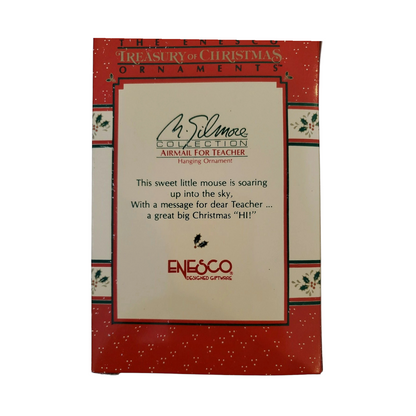 THE ENESCO
TREASURY OF CHRISTMAS
ORNAMENTS™
M. Gilmore
COLLECTION
AIRMAIL FOR TEACHER
Hanging Ornament
This sweet little mouse is soaring
up into the sky,
With a message for dear Teacher ...
a great big Christmas "HI!"
ENESCO®
DESIGNED GIFTWARE